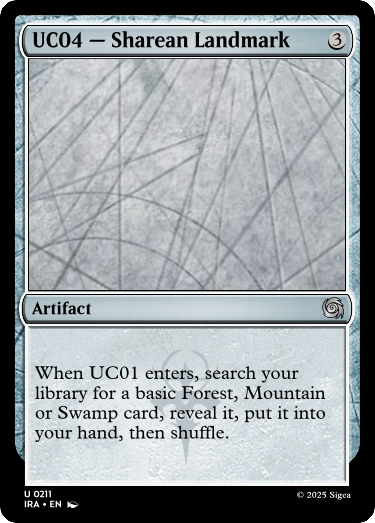 UC04 — Sharean Landmark 3
Artifact
When UC01 enters, search your
library for a basic Forest, Mountain
or Swamp card, reveal it, put it into
your hand, then shuffle.
U 0211
IRA • EN
© 2025 Sigea